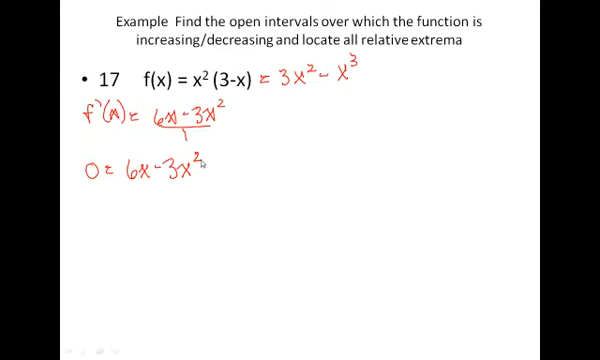 Example Find the open intervals over which the function is
increasing/decreasing and locate all relative extrema
• 17 f(x) = x² (3-x) = 3x² - x³
f'(x) = 6x - 3x²
1
0 = 6x - 3x²